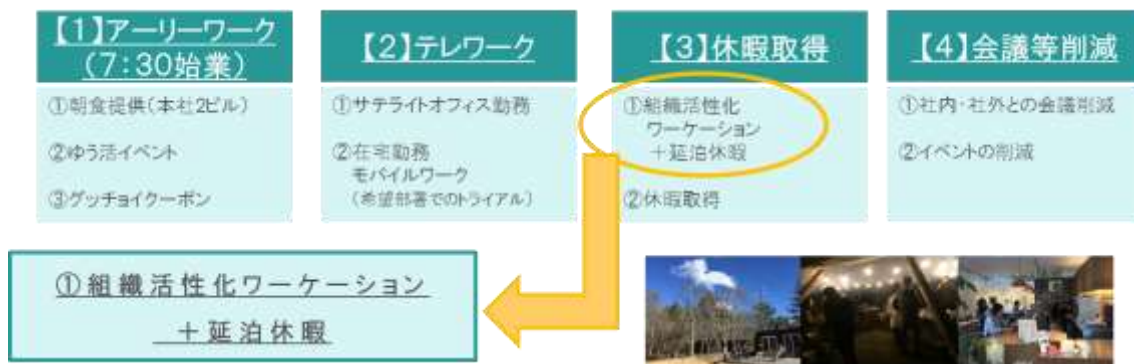 【1】アーリーワーク
(7:30始業)
①朝食提供(本社2ビル)
②ゆう活イベント
③グッチョイクーポン
【2】テレワーク
①サテライトオフィス勤務
②在宅勤務
モバイルワーク
(希望部署でのトライアル)
【3】休暇取得
①組織活性化
ワーケーション
+延泊休暇
②休暇取得
【4】会議等削減
①社内・社外との会議削減
②イベントの削減
①組織活性化ワーケーション
+延泊休暇